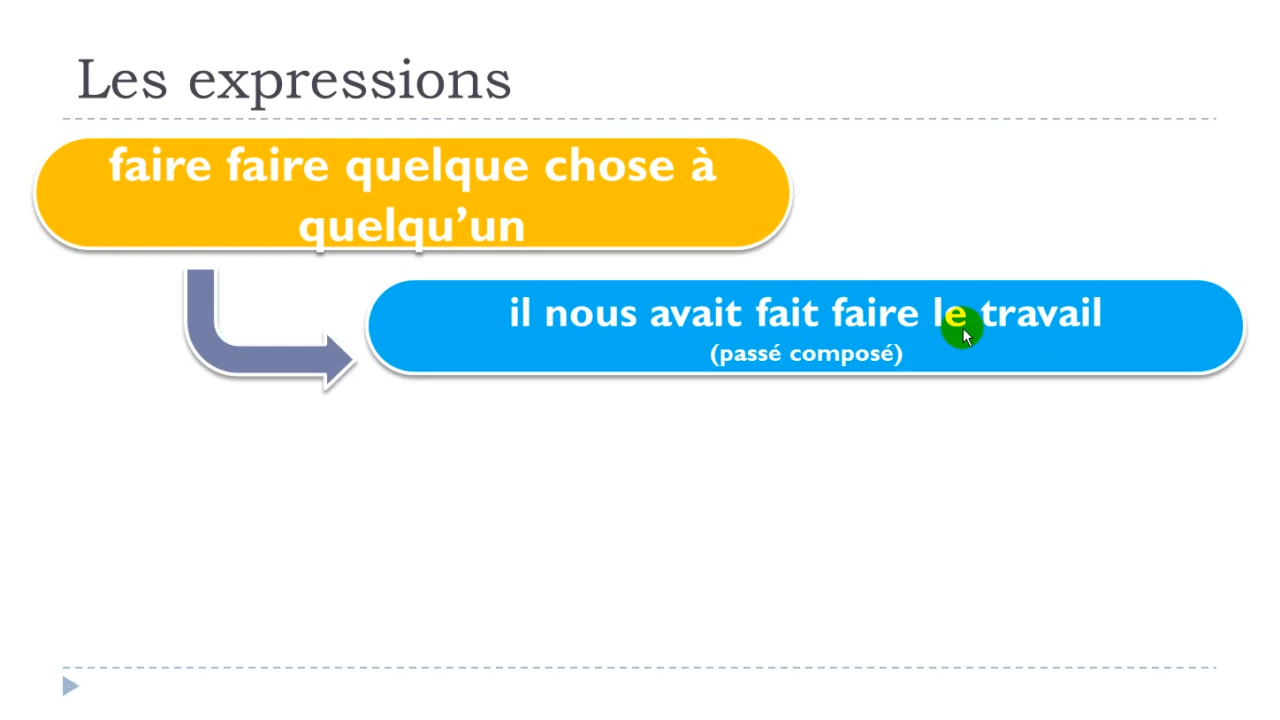 Les expressions
faire faire quelque chose à
quelqu’un
il nous avait fait faire le travail
(passé composé)